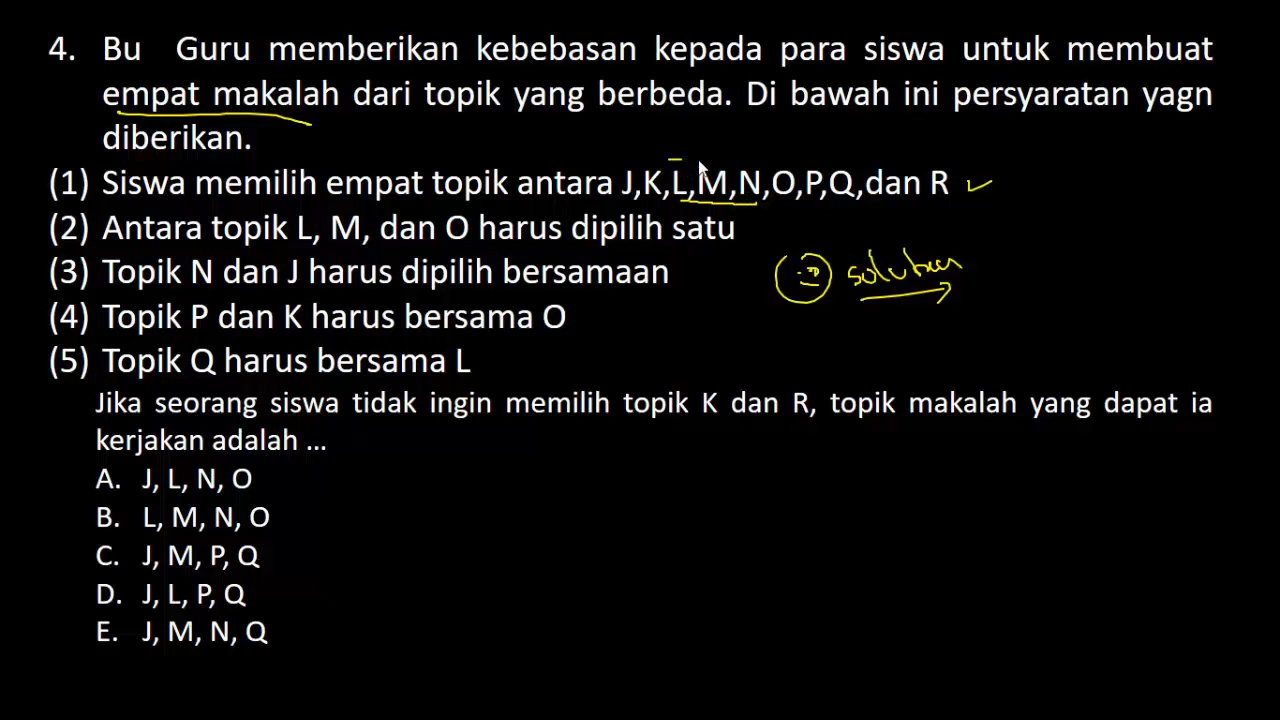 4. Bu Guru memberikan kebebasan kepada para siswa untuk membuat
empat makalah dari topik yang berbeda. Di bawah ini persyaratan yagn
diberikan.
(1) Siswa memilih empat topik antara J,K,L,M,N,O,P,Q,dan R
(2) Antara topik L, M, dan O harus dipilih satu
(3) Topik N dan J harus dipilih bersamaan
(4) Topik P dan K harus bersama O
(5) Topik Q harus bersama L
Jika seorang siswa tidak ingin memilih topik K dan R, topik makalah yang dapat ia
kerjakan adalah ...
A. J, L, N, O
B. L, M, N, O
C. J, M, P, Q
D. J, L, P, Q
E. J, M, N, Q